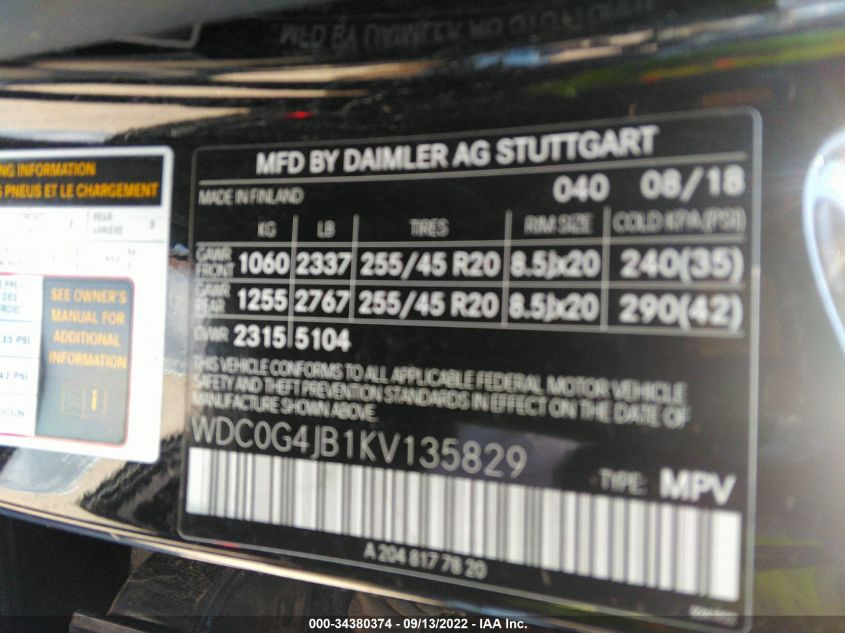 MFD BY DAIMLER AG STUTTGART
MADE IN FINLAND 040 08/18
KG LB TIRES RIM SIZE COLD KPA (PSI)
GAWR FRONT 1060 2337 255/45 R20 8.5Jx20 240(35)
GAWR REAR 1255 2767 255/45 R20 8.5Jx20 290(42)
GVWR 2315 5104
THIS VEHICLE CONFORMS TO ALL APPLICABLE FEDERAL MOTOR VEHICLE
SAFETY AND THEFT PREVENTION STANDARDS IN EFFECT ON THE DATE OF
MANUFACTURE SHOWN ABOVE.
WDC0G4JB1KV135829
TYPE: MPV
A 204 817 78 20
ING INFORMATION
S PNEUS ET LE CHARGEMENT
REAR
SEE OWNER'S
MANUAL FOR
ADDITIONAL
INFORMATION
000-34380374 - 09/13/2022 - IAA Inc.